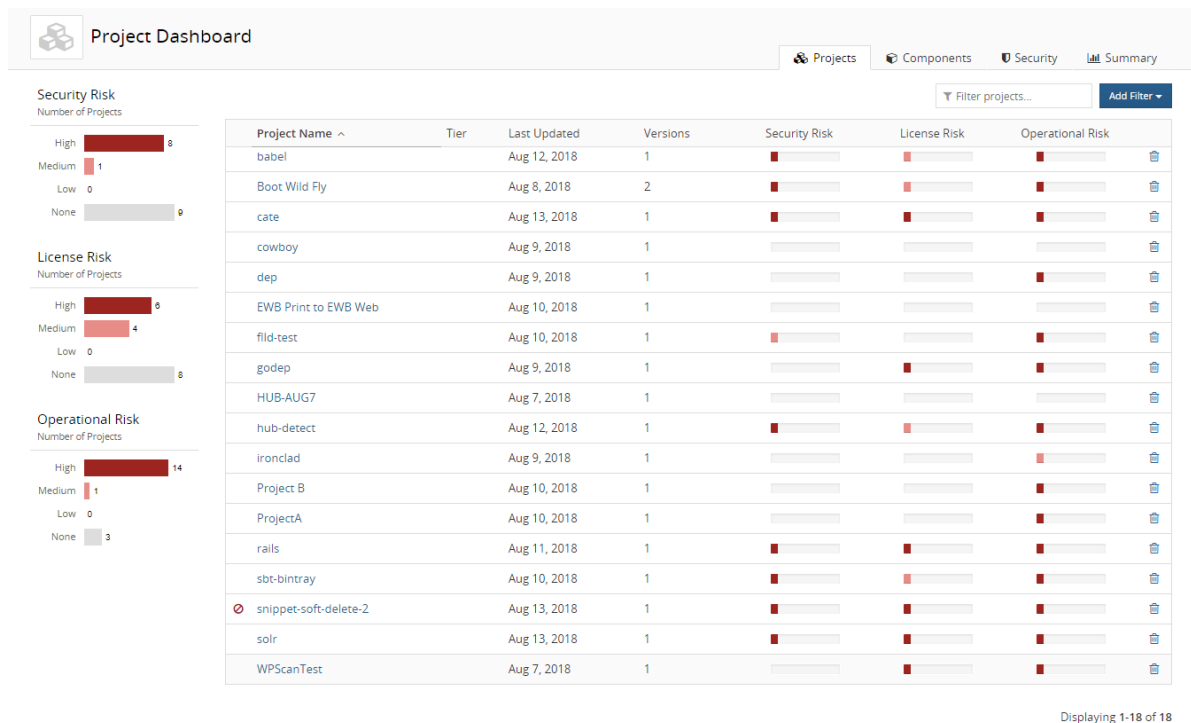 Project Dashboard
Projects Components Security Summary
Security Risk
Number of Projects
High 8
Medium 1
Low 0
None 9
License Risk
Number of Projects
High 6
Medium 4
Low 0
None 8
Operational Risk
Number of Projects
High 14
Medium 1
Low 0
None 3
Filter projects... Add Filter
Project Name Tier Last Updated Versions Security Risk License Risk Operational Risk
babel Aug 12, 2018 1
Boot Wild Fly Aug 8, 2018 2
cate Aug 13, 2018 1
cowboy Aug 9, 2018 1
dep Aug 9, 2018 1
EWB Print to EWB Web Aug 10, 2018 1
flld-test Aug 10, 2018 1
godep Aug 9, 2018 1
HUB-AUG7 Aug 7, 2018 1
hub-detect Aug 12, 2018 1
ironclad Aug 9, 2018 1
Project B Aug 10, 2018 1
ProjectA Aug 10, 2018 1
rails Aug 11, 2018 1
sbt-bintray Aug 10, 2018 1
snippet-soft-delete-2 Aug 13, 2018 1
solr Aug 13, 2018 1
WPScanTest Aug 7, 2018 1
Displaying 1-18 of 18